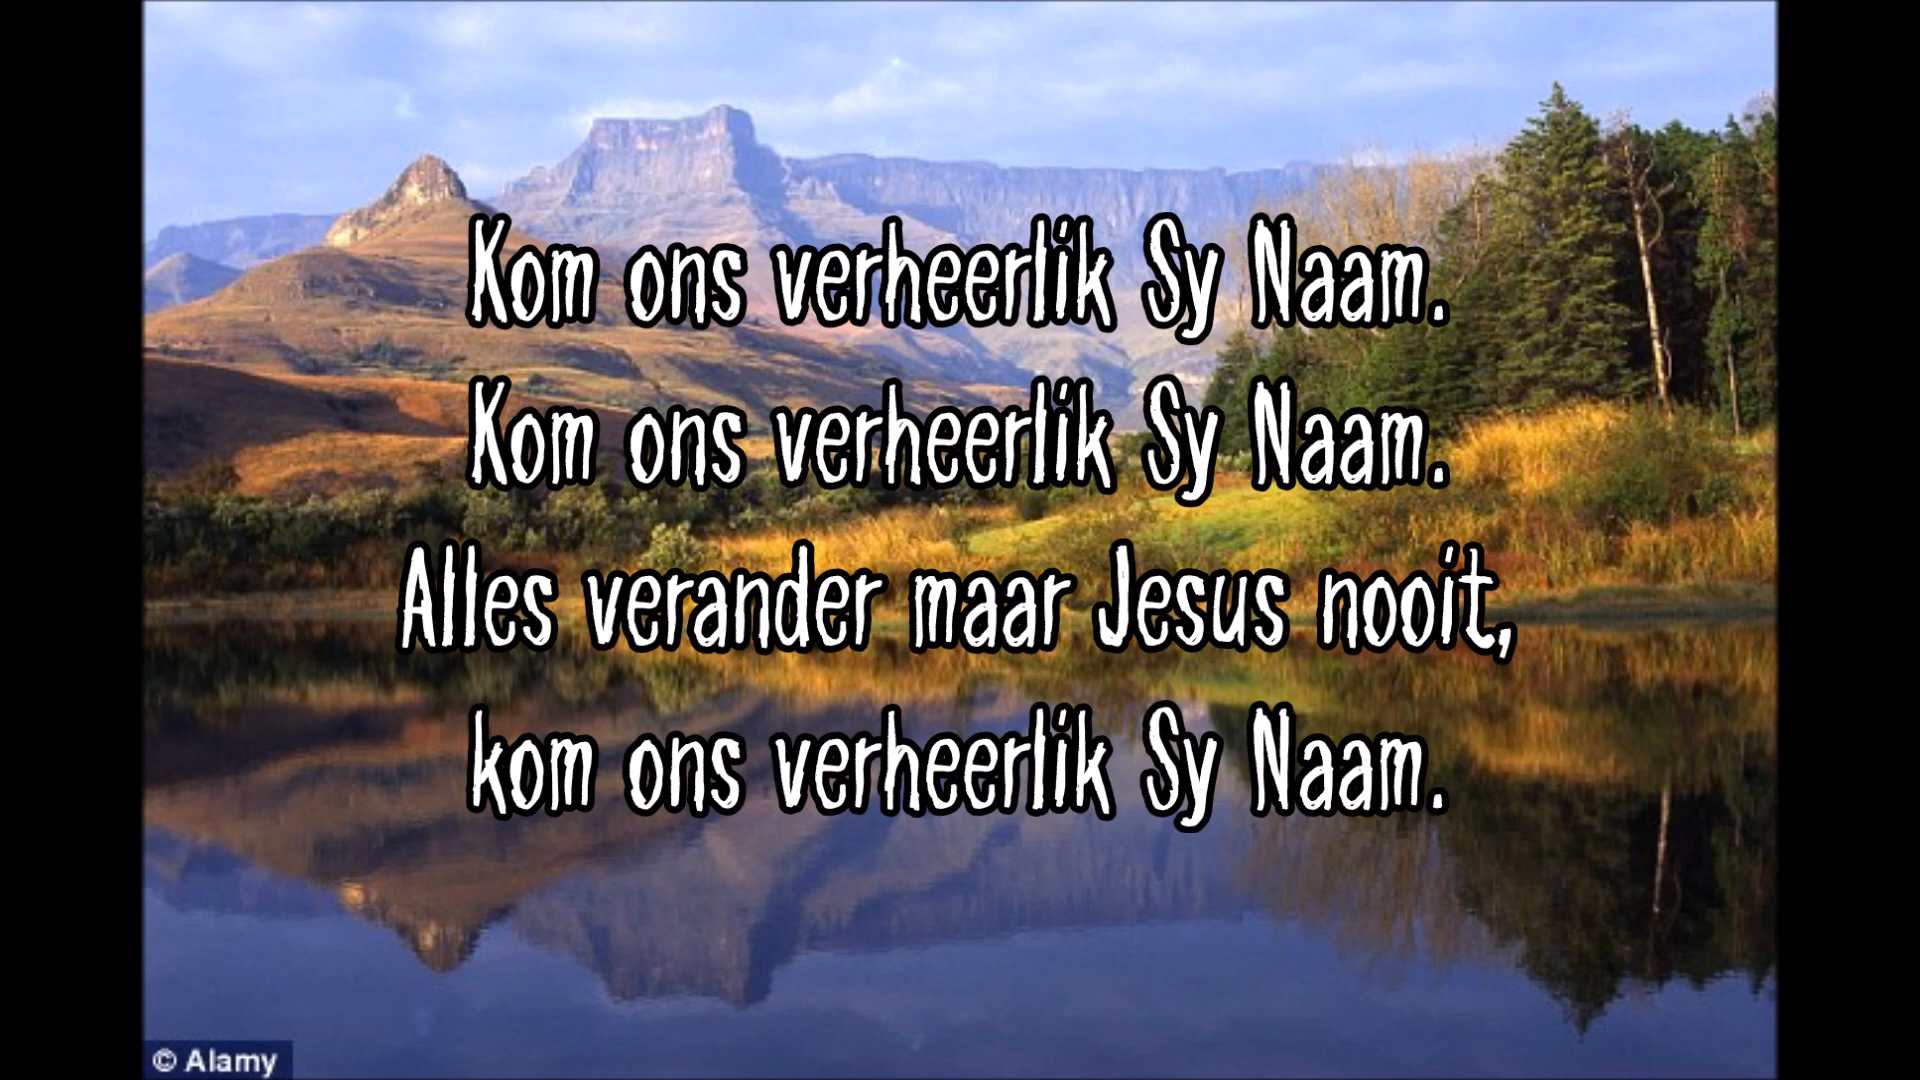 Kom ons verheerlik Sy Naam.
Kom ons verheerlik Sy Naam.
Alles verander maar Jesus nooit,
kom ons verheerlik Sy Naam.
© Alamy